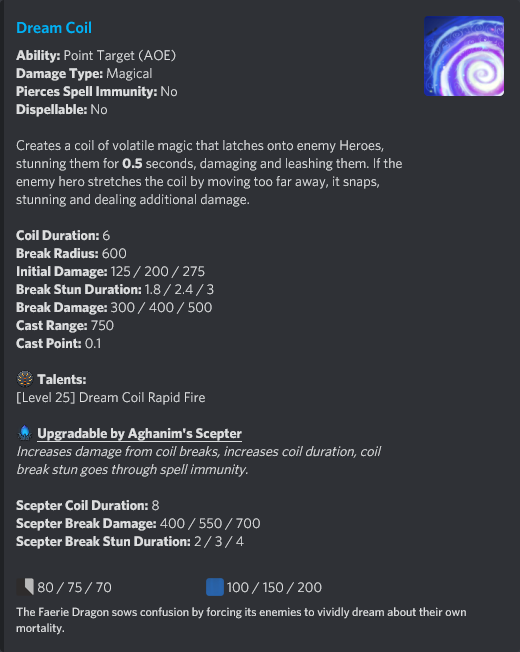 Dream Coil
Ability: Point Target (AOE)
Damage Type: Magical
Pierces Spell Immunity: No
Dispellable: No
Creates a coil of volatile magic that latches onto enemy Heroes,
stunning them for 0.5 seconds, damaging and leashing them. If the
enemy hero stretches the coil by moving too far away, it snaps,
stunning and dealing additional damage.
Coil Duration: 6
Break Radius: 600
Initial Damage: 125 / 200 / 275
Break Stun Duration: 1.8 / 2.4 / 3
Break Damage: 300 / 400 / 500
Cast Range: 750
Cast Point: 0.1
Talents:
[Level 25] Dream Coil Rapid Fire
Upgradable by Aghanim's Scepter
Increases damage from coil breaks, increases coil duration, coil
break stun goes through spell immunity.
Scepter Coil Duration: 8
Scepter Break Damage: 400 / 550 / 700
Scepter Break Stun Duration: 2 / 3 / 4
80 / 75 / 70 100 / 150 / 200
The Faerie Dragon sows confusion by forcing its enemies to vividly dream about their own
mortality.